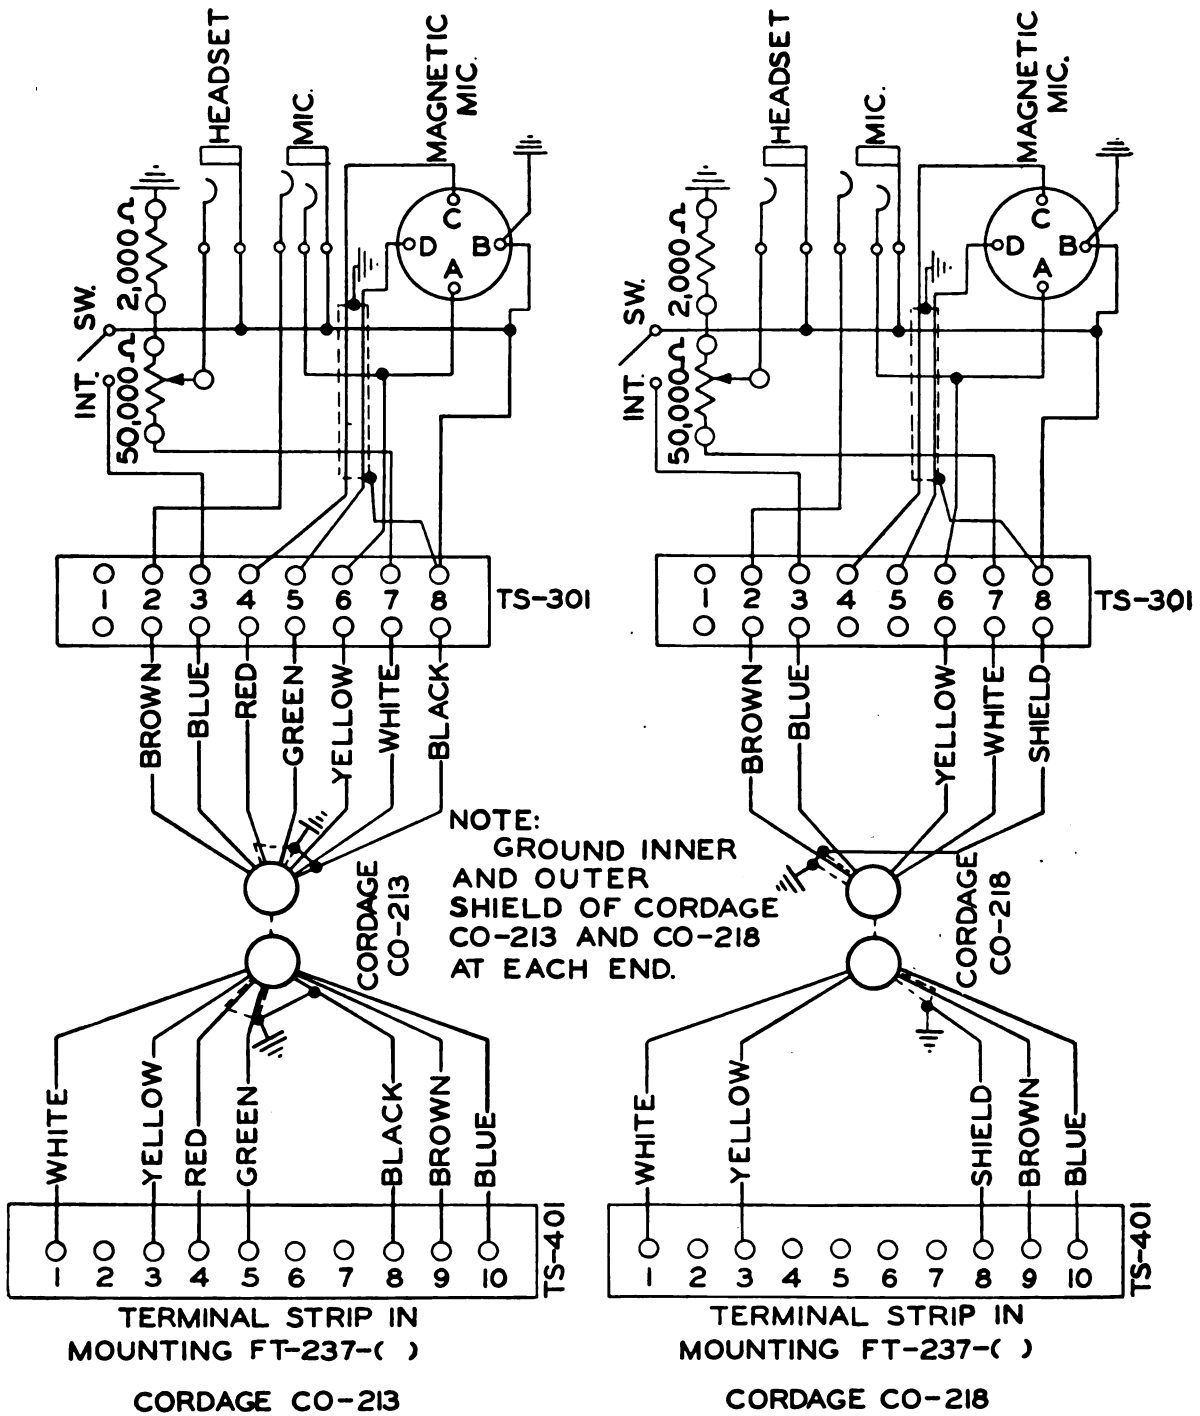 HEADSET
MIC.
MAGNETIC
MIC.
2,000Ω
50,000Ω
SW.
INT.
C
D
B
A
1 2 3 4 5 6 7 8
TS-301
BROWN
BLUE
RED
GREEN
YELLOW
WHITE
BLACK
CORDAGE
CO-213
WHITE
YELLOW
RED
GREEN
BLACK
BROWN
BLUE
1 2 3 4 5 6 7 8 9 10
TS-401
TERMINAL STRIP IN
MOUNTING FT-237-( )
CORDAGE CO-213
NOTE:
GROUND INNER
AND OUTER
SHIELD OF CORDAGE
CO-213 AND CO-218
AT EACH END.
HEADSET
MIC.
MAGNETIC
MIC.
2,000Ω
50,000Ω
SW.
INT.
C
D
B
A
1 2 3 4 5 6 7 8
TS-301
BROWN
BLUE
YELLOW
WHITE
SHIELD
CORDAGE
CO-218
WHITE
YELLOW
SHIELD
BROWN
BLUE
1 2 3 4 5 6 7 8 9 10
TS-401
TERMINAL STRIP IN
MOUNTING FT-237-( )
CORDAGE CO-218